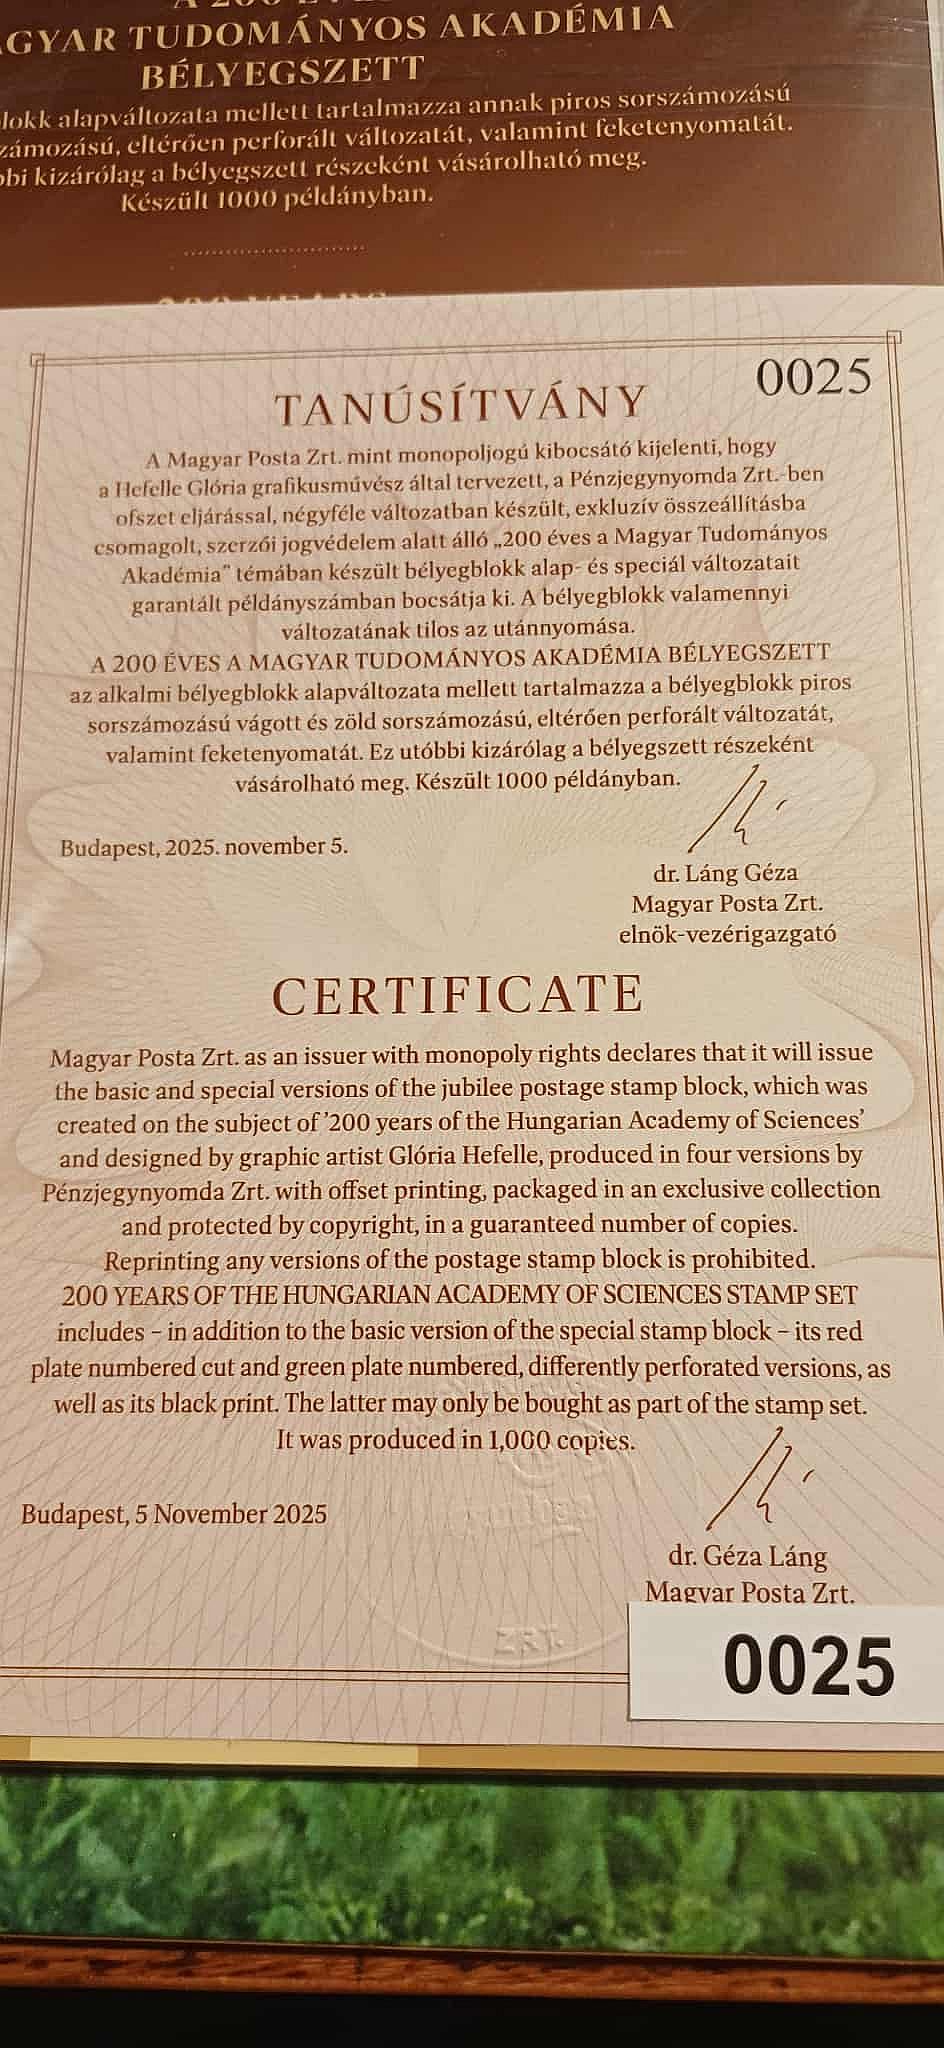 A 200 ÉVES
AGYAR TUDOMÁNYOS AKADÉMIA
BÉLYEGSZETT
lokk alapváltozata mellett tartalmazza annak piros sorszámozású
zámozású, eltérően perforált változatát, valamint feketenyomatát.
bbi kizárólag a bélyegszett részeként vásárolható meg.
Készült 1000 példányban.
0025
TANÚSÍTVÁNY
A Magyar Posta Zrt. mint monopoljogú kibocsátó kijelenti, hogy
a Hefelle Glória grafikusművész által tervezett, a Pénzjegynyomda Zrt.-ben
ofszet eljárással, négyféle változatban készült, exkluzív összeállításba
csomagolt, szerzői jogvédelem alatt álló „200 éves a Magyar Tudományos
Akadémia” témában készült bélyegblokk alap- és speciál változatait
garantált példányszámban bocsátja ki. A bélyegblokk valamennyi
változatának tilos az utánnyomása.
A 200 ÉVES A MAGYAR TUDOMÁNYOS AKADÉMIA BÉLYEGSZETT
az alkalmi bélyegblokk alapváltozata mellett tartalmazza a bélyegblokk piros
sorszámozású vágott és zöld sorszámozású, eltérően perforált változatát,
valamint feketenyomatát. Ez utóbbi kizárólag a bélyegszett részeként
vásárolható meg. Készült 1000 példányban.
Budapest, 2025. november 5.
dr. Láng Géza
Magyar Posta Zrt.
elnök-vezérigazgató
CERTIFICATE
Magyar Posta Zrt. as an issuer with monopoly rights declares that it will issue
the basic and special versions of the jubilee postage stamp block, which was
created on the subject of ’200 years of the Hungarian Academy of Sciences’
and designed by graphic artist Glória Hefelle, produced in four versions by
Pénzjegynyomda Zrt. with offset printing, packaged in an exclusive collection
and protected by copyright, in a guaranteed number of copies.
Reprinting any versions of the postage stamp block is prohibited.
200 YEARS OF THE HUNGARIAN ACADEMY OF SCIENCES STAMP SET
includes – in addition to the basic version of the special stamp block – its red
plate numbered cut and green plate numbered, differently perforated versions, as
well as its black print. The latter may only be bought as part of the stamp set.
It was produced in 1,000 copies.
Budapest, 5 November 2025
dr. Géza Láng
Magyar Posta Zrt.
ZRT.
0025